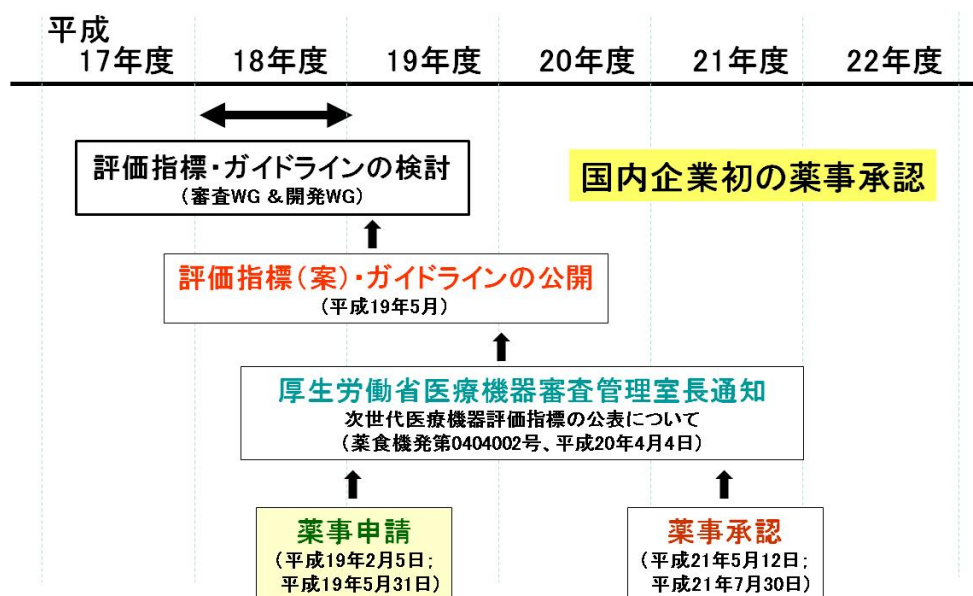 平成
17年度 18年度 19年度 20年度 21年度 22年度
評価指標・ガイドラインの検討
(審査WG &開発WG)
国内企業初の薬事承認
評価指標(案)・ガイドラインの公開
(平成19年5月)
厚生労働省医療機器審査管理室長通知
次世代医療機器評価指標の公表について
(薬食機発第0404002号、平成20年4月4日)
薬事申請
(平成19年2月5日;
平成19年5月31日)
薬事承認
(平成21年5月12日;
平成21年7月30日)